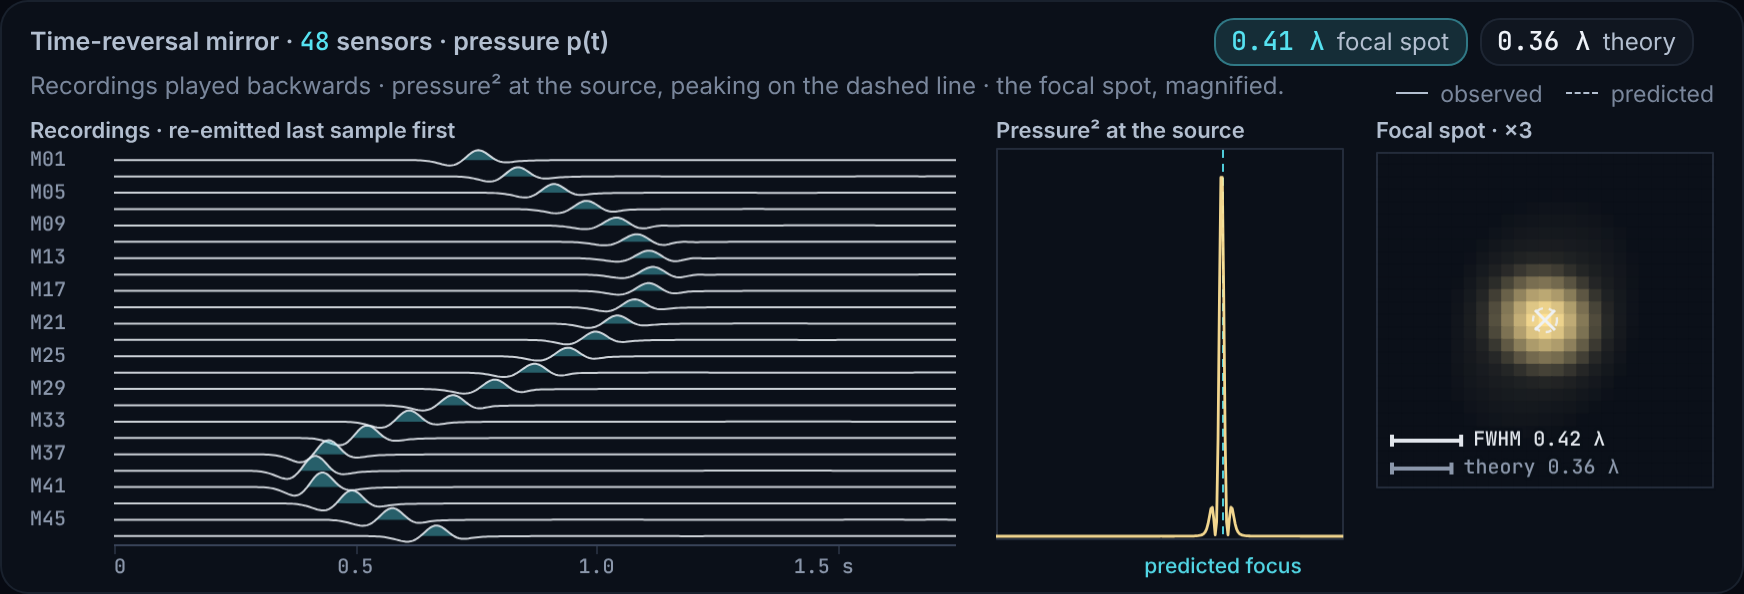 Time-reversal mirror · 48 sensors · pressure p(t)
0.41 λ focal spot
0.36 λ theory
Recordings played backwards · pressure² at the source, peaking on the dashed line · the focal spot, magnified.
observed
predicted
Recordings · re-emitted last sample first
M01
M05
M09
M13
M17
M21
M25
M29
M33
M37
M41
M45
0
0.5
1.0
1.5 s
Pressure² at the source
predicted focus
Focal spot · ×3
FWHM 0.42 λ
theory 0.36 λ